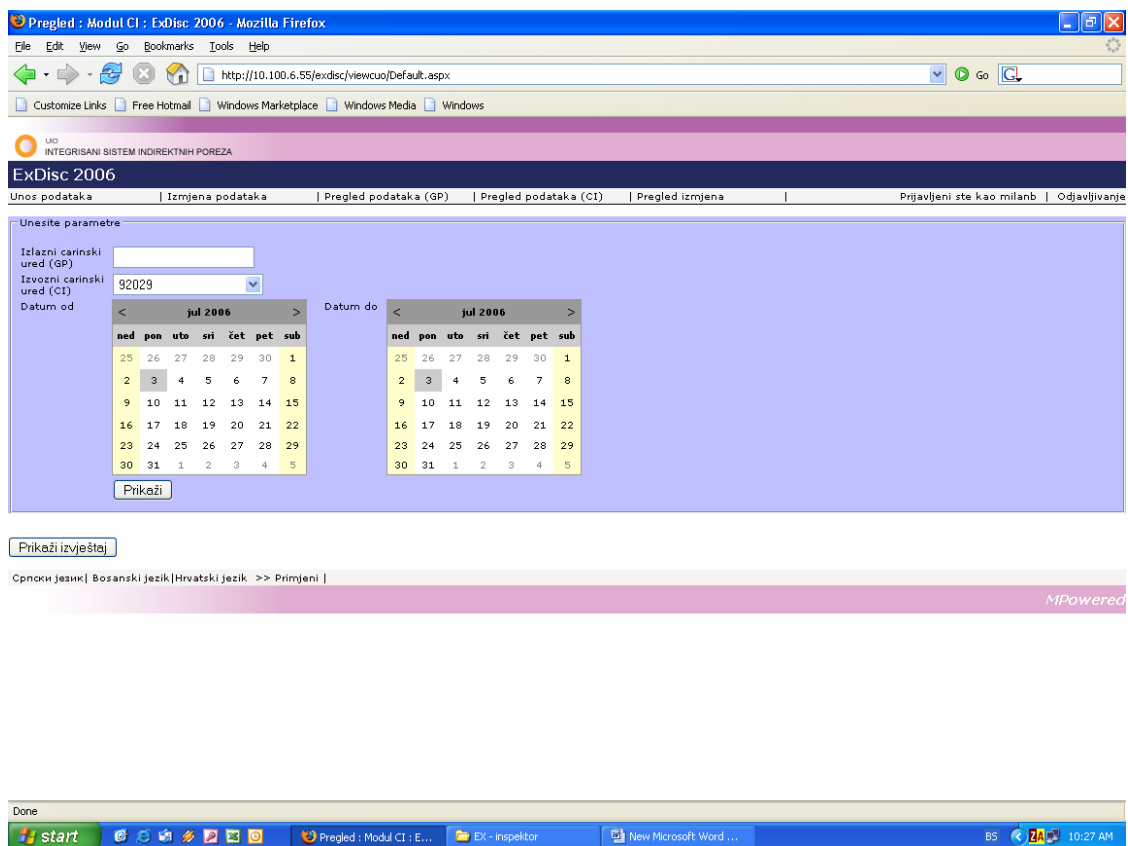 Pregled : Modul CI : ExDisc 2006 - Mozilla Firefox
File Edit View Go Bookmarks Tools Help
http://10.100.6.55/exdisc/viewcuo/Default.aspx Go
Customize Links Free Hotmail Windows Marketplace Windows Media Windows
UIO
INTEGRISANI SISTEM INDIREKTNIH POREZA
ExDisc 2006
Unos podataka | Izmjena podataka | Pregled podataka (GP) | Pregled podataka (CI) | Pregled izmjena | Prijavljeni ste kao milanb | Odjavljivanje
Unesite parametre
Izlazni carinski
ured (GP)
Izvozni carinski
ured (CI) 92029
Datum od < jul 2006 > Datum do < jul 2006 >
ned pon uto sri čet pet sub ned pon uto sri čet pet sub
25 26 27 28 29 30 1 25 26 27 28 29 30 1
2 3 4 5 6 7 8 2 3 4 5 6 7 8
9 10 11 12 13 14 15 9 10 11 12 13 14 15
16 17 18 19 20 21 22 16 17 18 19 20 21 22
23 24 25 26 27 28 29 23 24 25 26 27 28 29
30 31 1 2 3 4 5 30 31 1 2 3 4 5
Prikaži
Prikaži izvještaj
Српски језик| Bosanski jezik|Hrvatski jezik >> Primjeni |
MPowered
Done
start Pregled : Modul CI : E... EX - inspektor New Microsoft Word ... BS ZA 10:27 AM